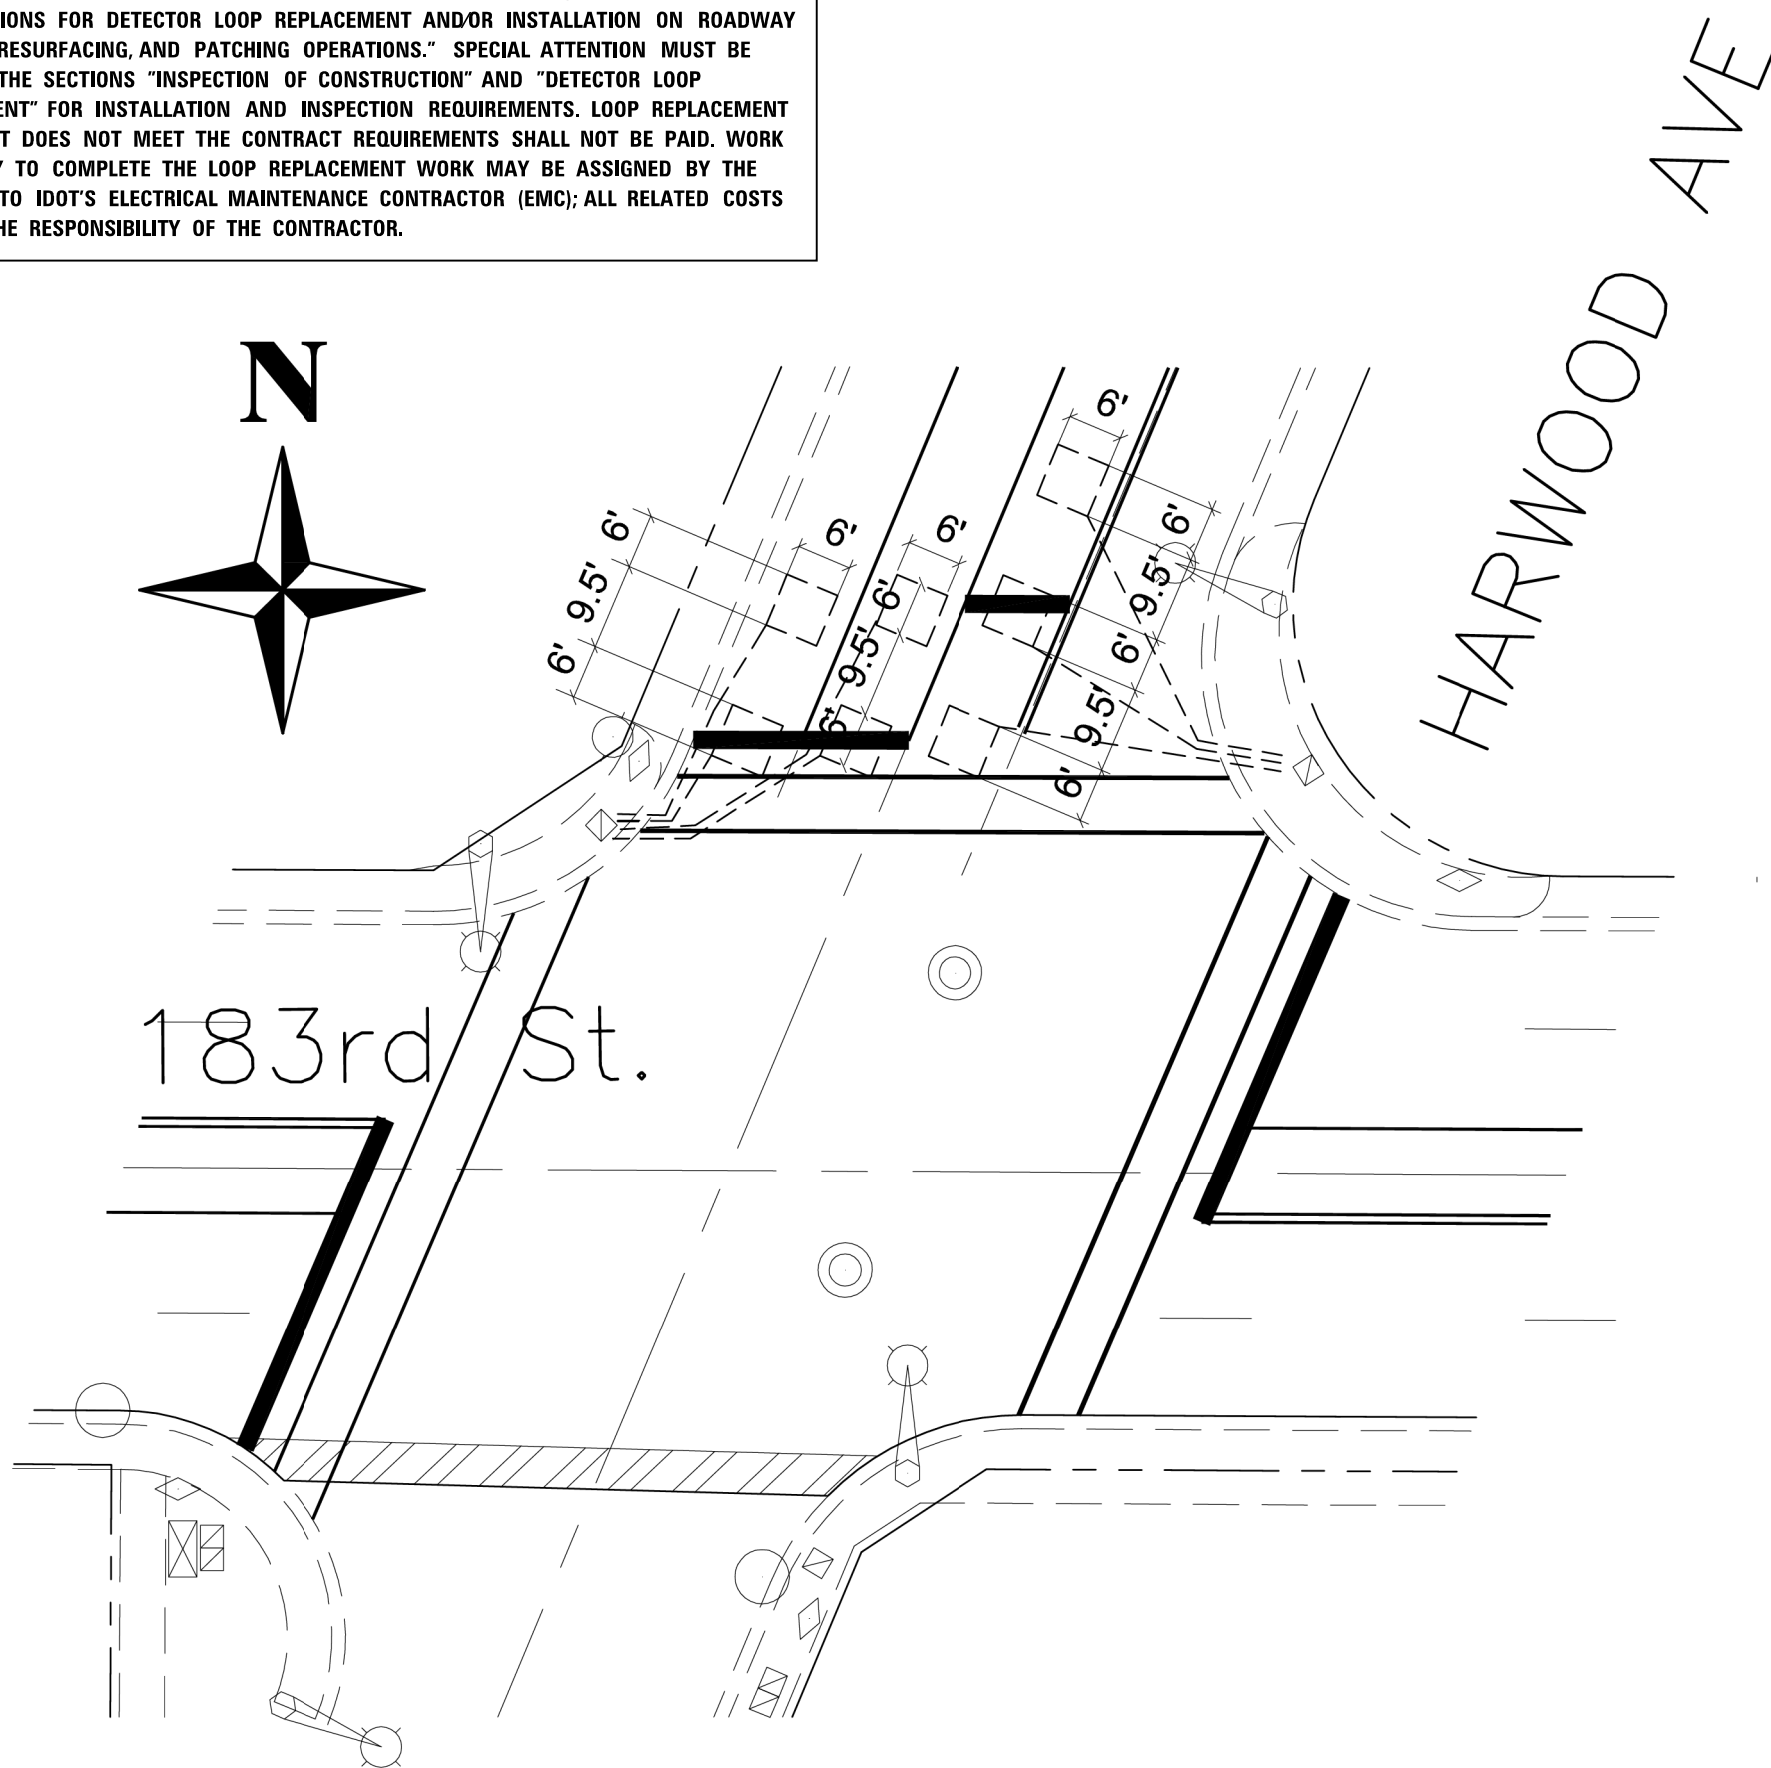 IONS FOR DETECTOR LOOP REPLACEMENT AND/OR INSTALLATION ON ROADWAY
RESURFACING, AND PATCHING OPERATIONS." SPECIAL ATTENTION MUST BE
THE SECTIONS "INSPECTION OF CONSTRUCTION" AND "DETECTOR LOOP
ENT" FOR INSTALLATION AND INSPECTION REQUIREMENTS. LOOP REPLACEMENT
T DOES NOT MEET THE CONTRACT REQUIREMENTS SHALL NOT BE PAID. WORK
Y TO COMPLETE THE LOOP REPLACEMENT WORK MAY BE ASSIGNED BY THE
TO IDOT'S ELECTRICAL MAINTENANCE CONTRACTOR (EMC); ALL RELATED COSTS
HE RESPONSIBILITY OF THE CONTRACTOR.
HARWOOD AVE
N
6'
6'
6'
6'
6'
9.5'
9.5'
6'
6'
9.5'
6'
9.5'
6'
6'
9.5'
6'
183rd St.